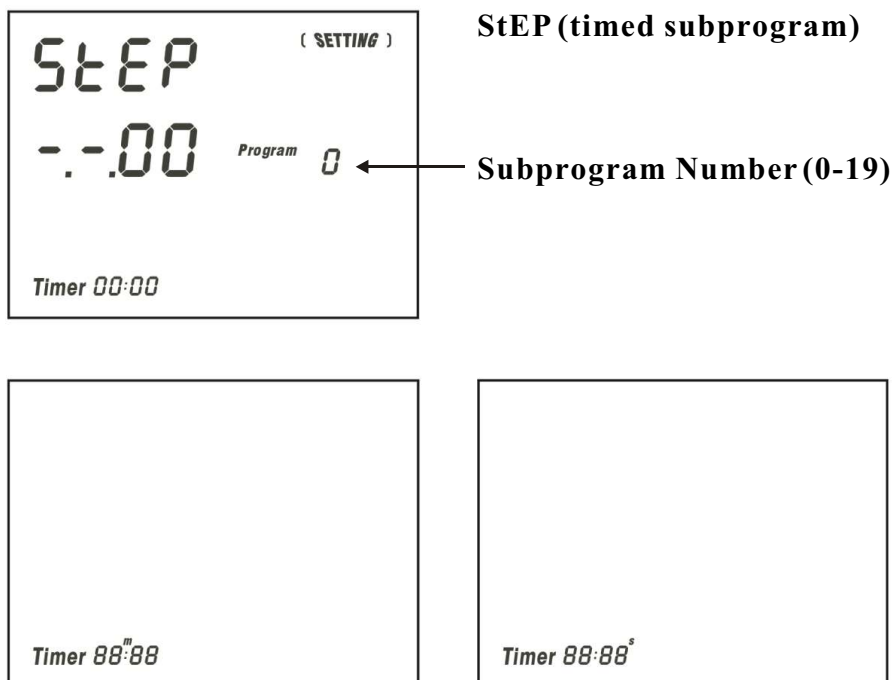 StEP ( SETTING ) StEP (timed subprogram)
-.-.00 Program 0 Subprogram Number (0-19)
Timer 00:00
Timer 88:88 m
Timer 88:88 s